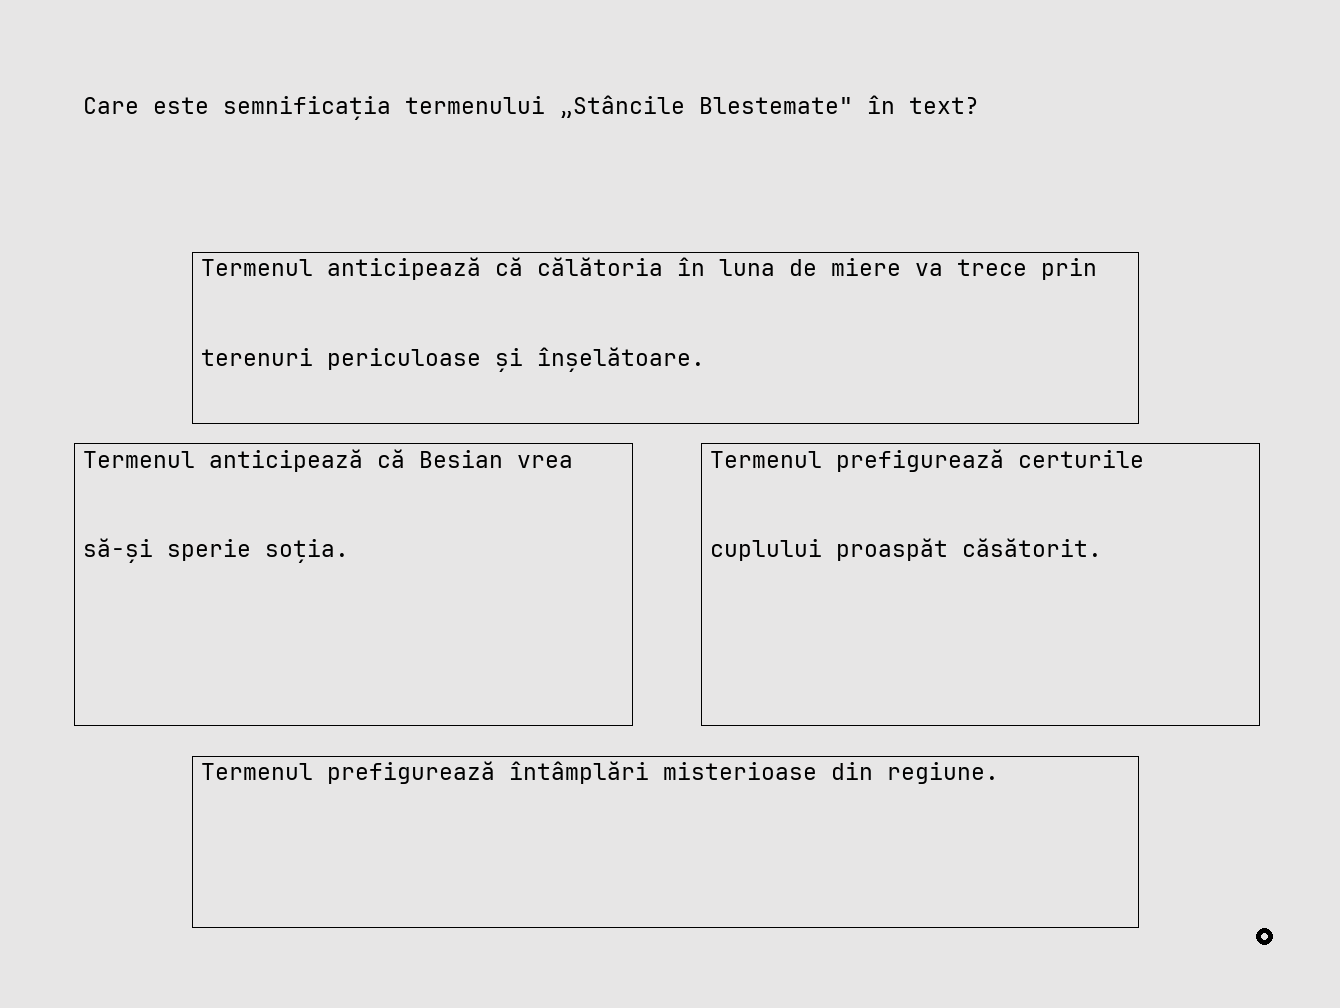 Care este semnificația termenului „Stâncile Blestemate" în text?
Termenul anticipează că călătoria în luna de miere va trece prin
terenuri periculoase și înșelătoare.
Termenul anticipează că Besian vrea
să-și sperie soția.
Termenul prefigurează certurile
cuplului proaspăt căsătorit.
Termenul prefigurează întâmplări misterioase din regiune.